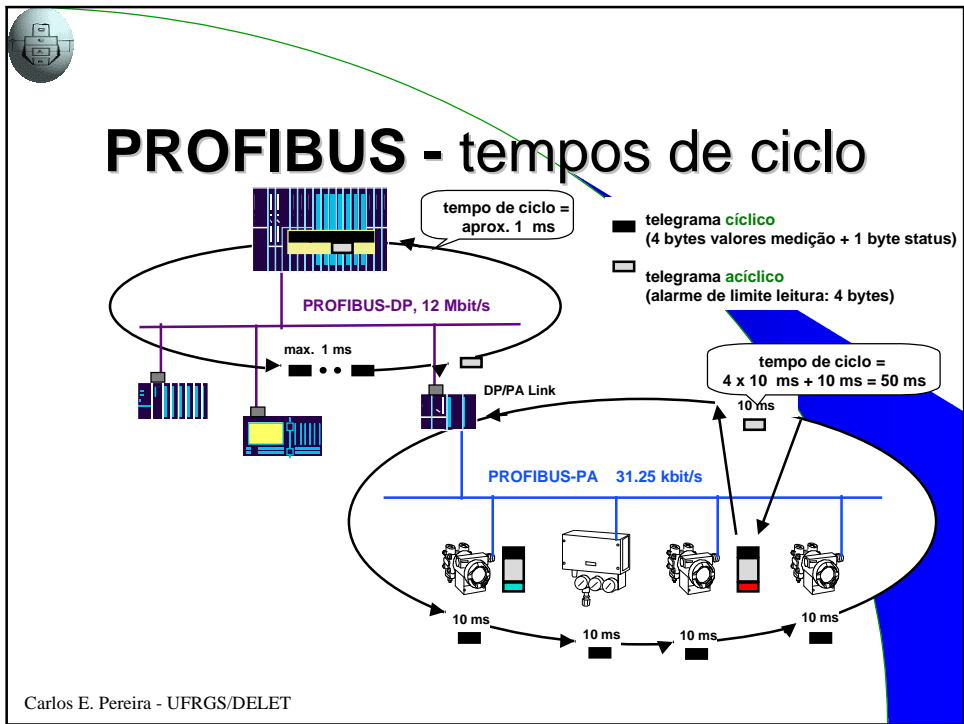 PROFIBUS - tempos de ciclo
tempo de ciclo =
aprox. 1 ms
telegrama cíclico
(4 bytes valores medição + 1 byte status)
telegrama acíclico
(alarme de limite leitura: 4 bytes)
PROFIBUS-DP, 12 Mbit/s
max. 1 ms
DP/PA Link
tempo de ciclo =
4 x 10 ms + 10 ms = 50 ms
10 ms
PROFIBUS-PA 31.25 kbit/s
10 ms
10 ms
10 ms
10 ms
Carlos E. Pereira - UFRGS/DELET